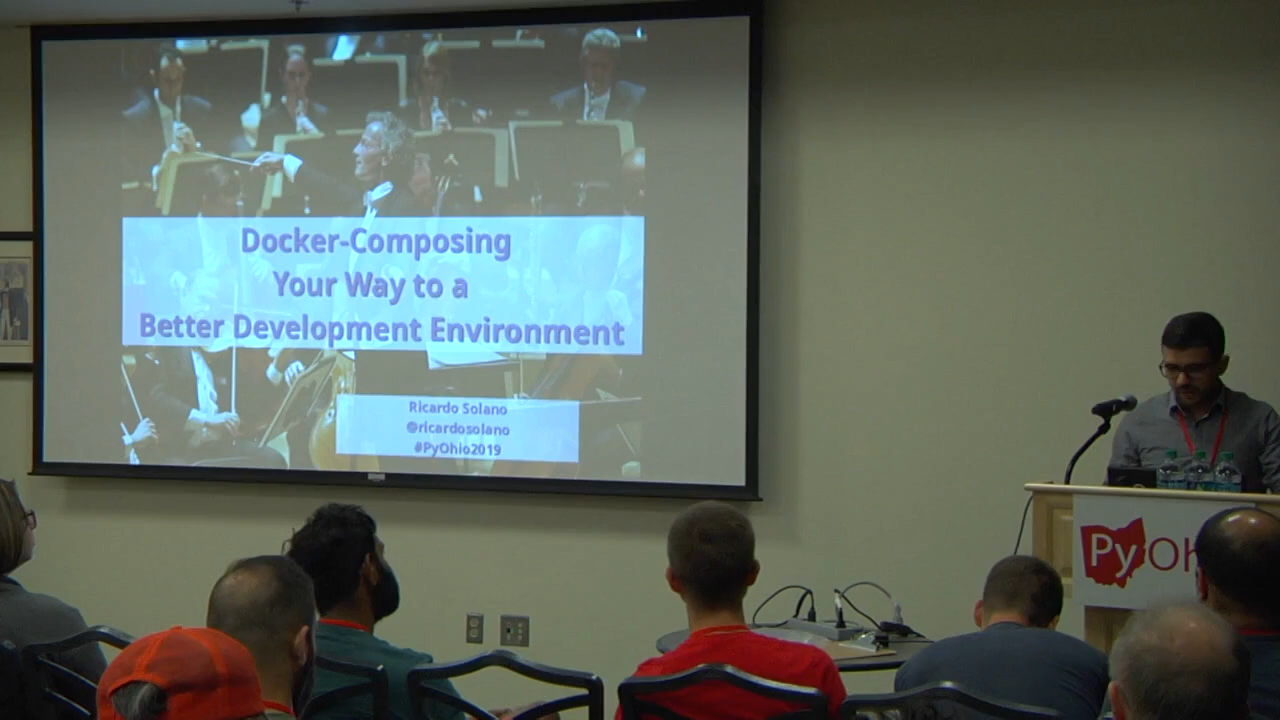 Docker-Composing
Your Way to a
Better Development Environment
Ricardo Solano
@ricardosolano
#PyOhio2019
PyOh